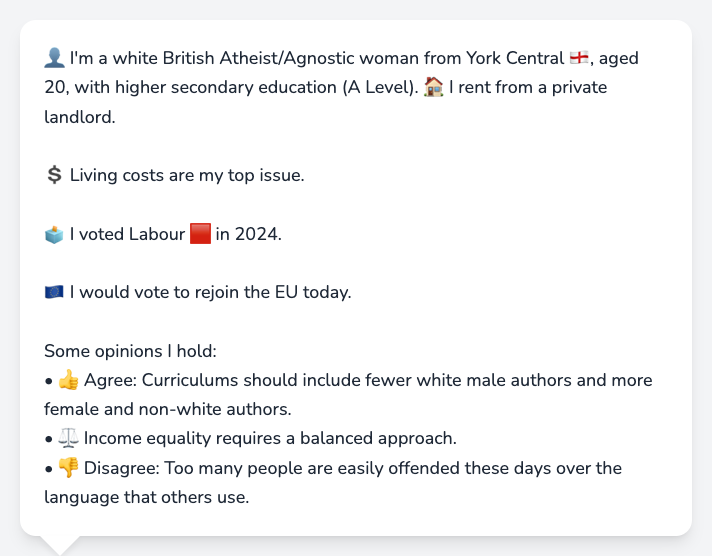 👤 I'm a white British Atheist/Agnostic woman from York Central 🏴󠁧󠁢󠁥󠁮󠁧󠁿, aged
20, with higher secondary education (A Level). 🏠 I rent from a private
landlord.
💲 Living costs are my top issue.
🗳️ I voted Labour 🟥 in 2024.
🇪🇺 I would vote to rejoin the EU today.
Some opinions I hold:
• 👍 Agree: Curriculums should include fewer white male authors and more
female and non-white authors.
• ⚖️ Income equality requires a balanced approach.
• 👎 Disagree: Too many people are easily offended these days over the
language that others use.